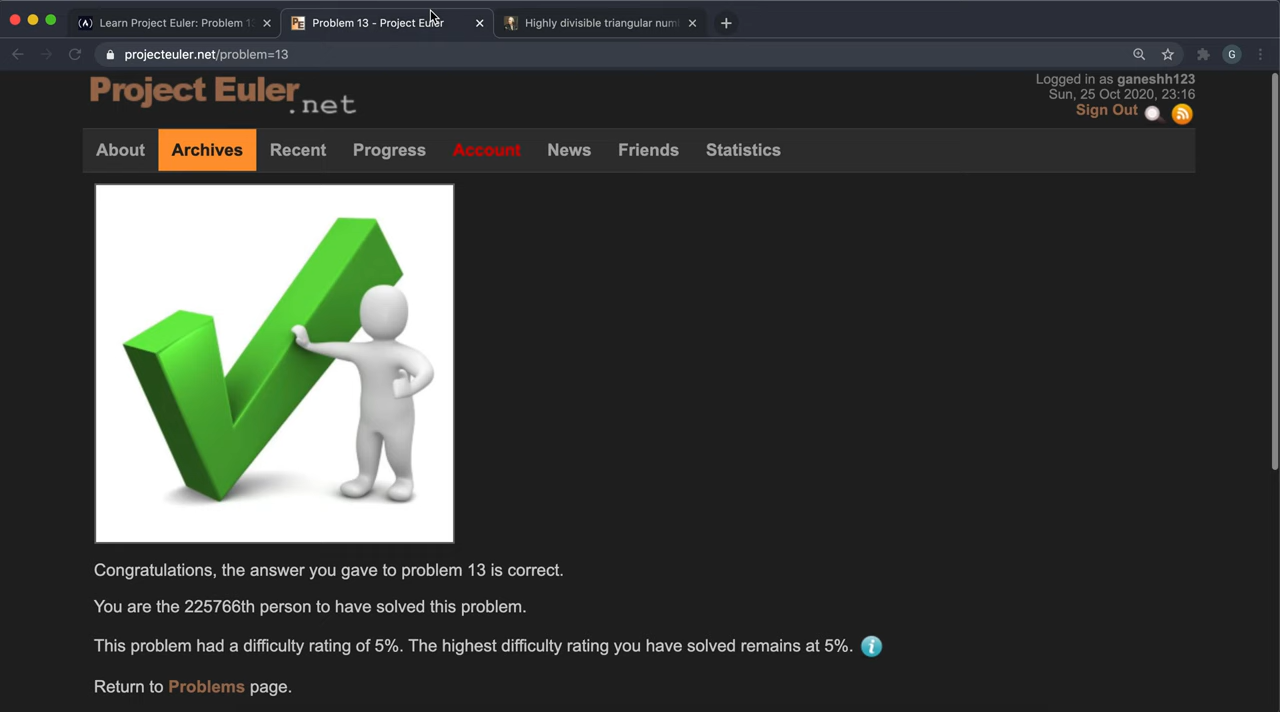 Learn Project Euler: Problem 13
Problem 13 - Project Euler
Highly divisible triangular num
projecteuler.net/problem=13
G
Project Euler
.net
Logged in as ganeshh123
Sun, 25 Oct 2020, 23:16
Sign Out
About Archives Recent Progress Account News Friends Statistics
Congratulations, the answer you gave to problem 13 is correct.
You are the 225766th person to have solved this problem.
This problem had a difficulty rating of 5%. The highest difficulty rating you have solved remains at 5%.
Return to Problems page.